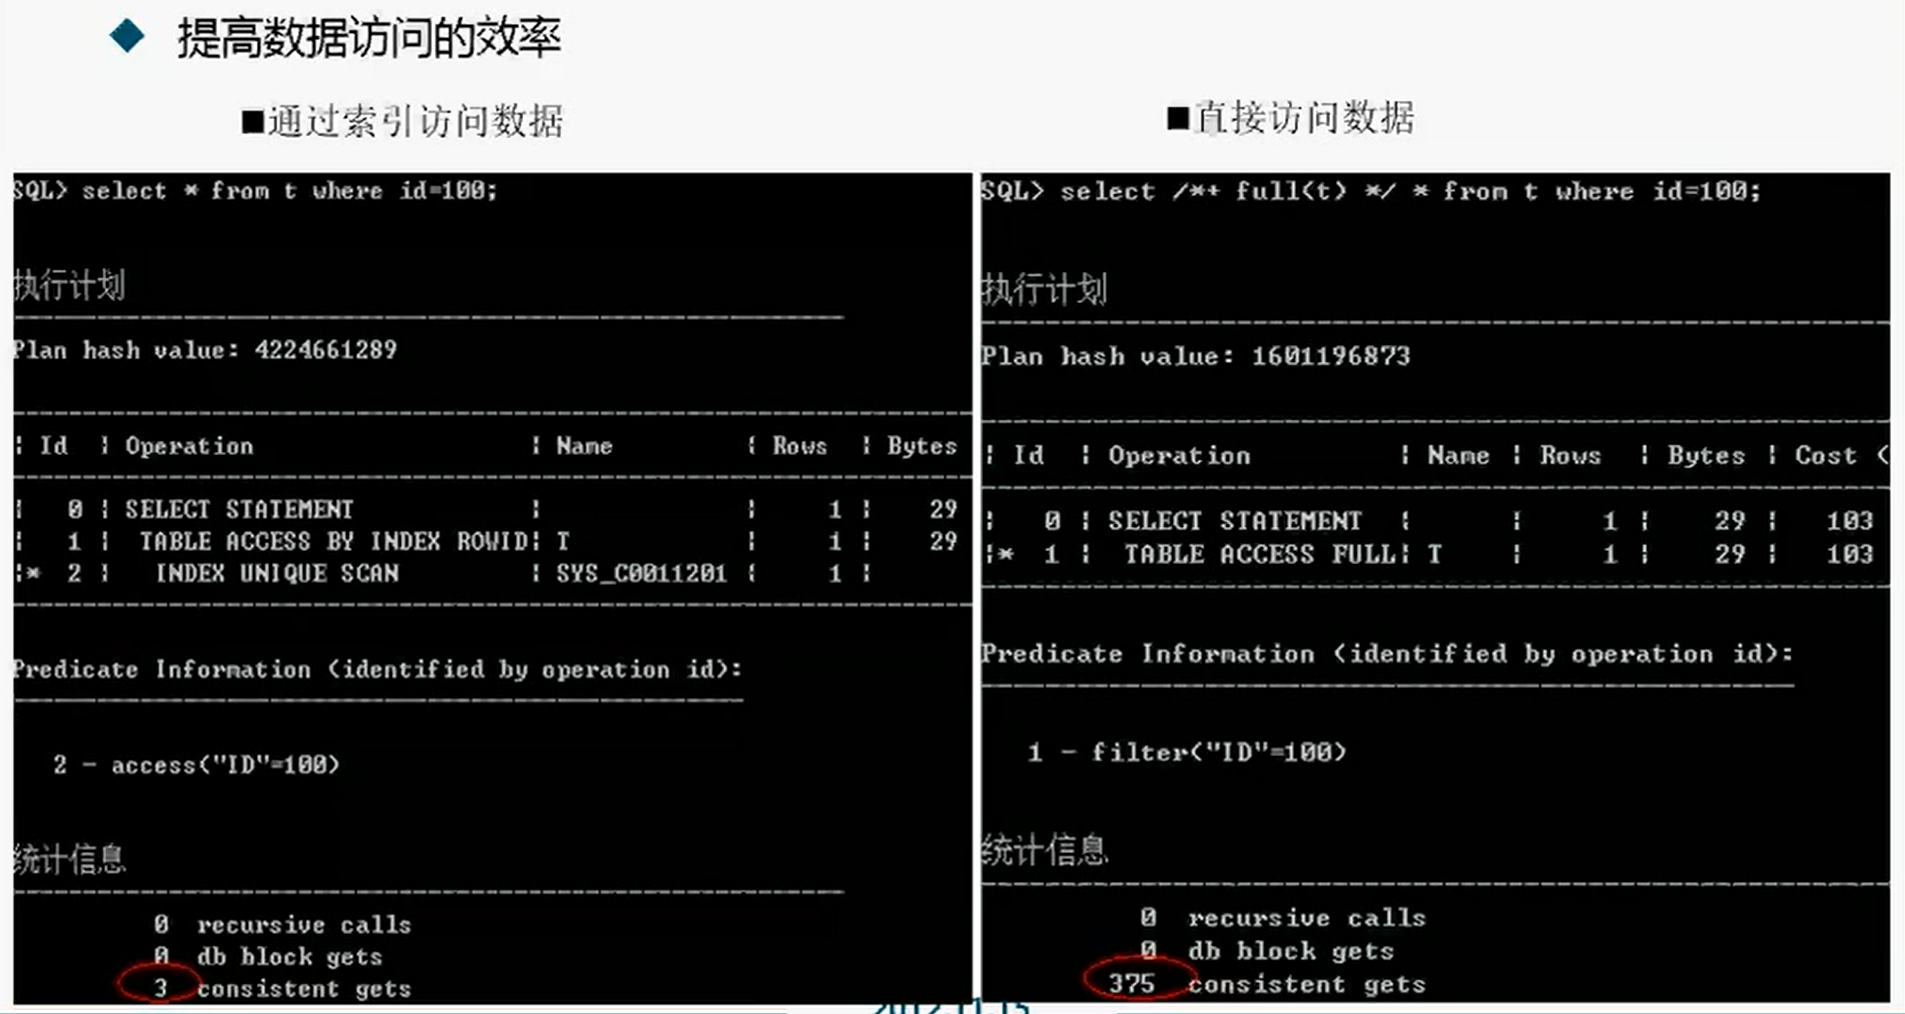 提高数据访问的效率
■通过索引访问数据
SQL> select * from t where id=100;
执行计划
Plan hash value: 4224661289
| Id | Operation | Name | Rows | Bytes
| 0 | SELECT STATEMENT | | 1 | 29
| 1 | TABLE ACCESS BY INDEX ROWID| T | 1 | 29
|* 2 | INDEX UNIQUE SCAN | SYS_C0011201 | 1 |
Predicate Information (identified by operation id):
2 - access("ID"=100)
统计信息
0 recursive calls
0 db block gets
3 consistent gets
■直接访问数据
SQL> select /*+ full(t) */ * from t where id=100;
执行计划
Plan hash value: 1601196873
| Id | Operation | Name | Rows | Bytes | Cost (
| 0 | SELECT STATEMENT | | 1 | 29 | 103
|* 1 | TABLE ACCESS FULL| T | 1 | 29 | 103
Predicate Information (identified by operation id):
1 - filter("ID"=100)
统计信息
0 recursive calls
0 db block gets
375 consistent gets